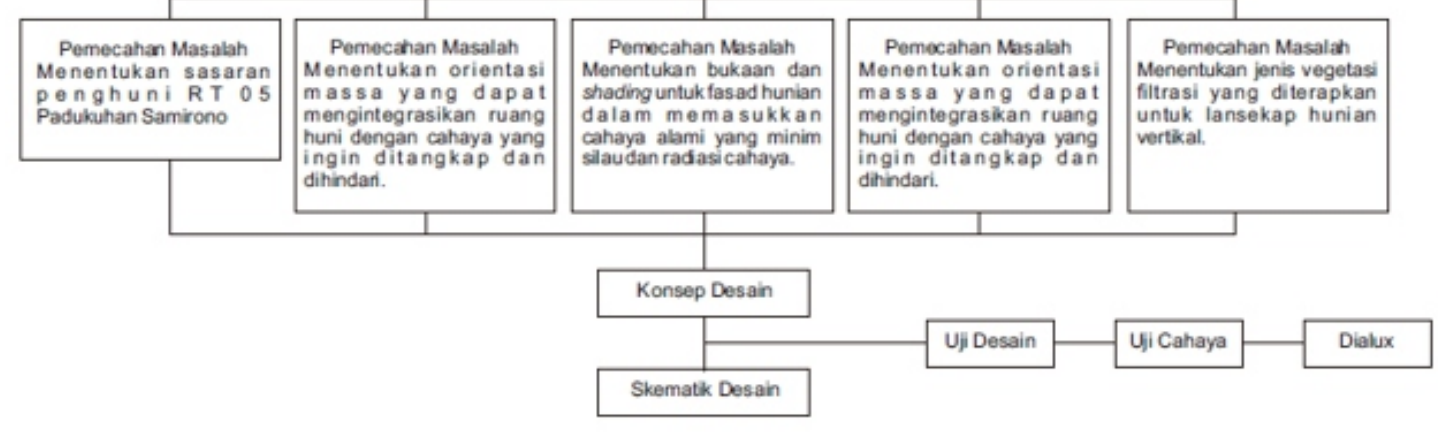 Pemecahan Masalah
Menentukan sasaran
penghuni RT 05
Padukuhan Samirono
Pemecahan Masalah
Menentukan orientasi
massa yang dapat
mengintegrasikan ruang
huni dengan cahaya yang
ingin ditangkap dan
dihindari.
Pemecahan Masalah
Menentukan bukaan dan
shading untuk fasad hunian
dalam memasukkan
cahaya alami yang minim
silau dan radiasi cahaya.
Pemecahan Masalah
Menentukan orientasi
massa yang dapat
mengintegrasikan ruang
huni dengan cahaya yang
ingin ditangkap dan
dihindari.
Pemecahan Masalah
Menentukan jenis vegetasi
filtrasi yang diterapkan
untuk lansekap hunian
vertikal.
Konsep Desain
Uji Desain
Uji Cahaya
Dialux
Skematik Desain